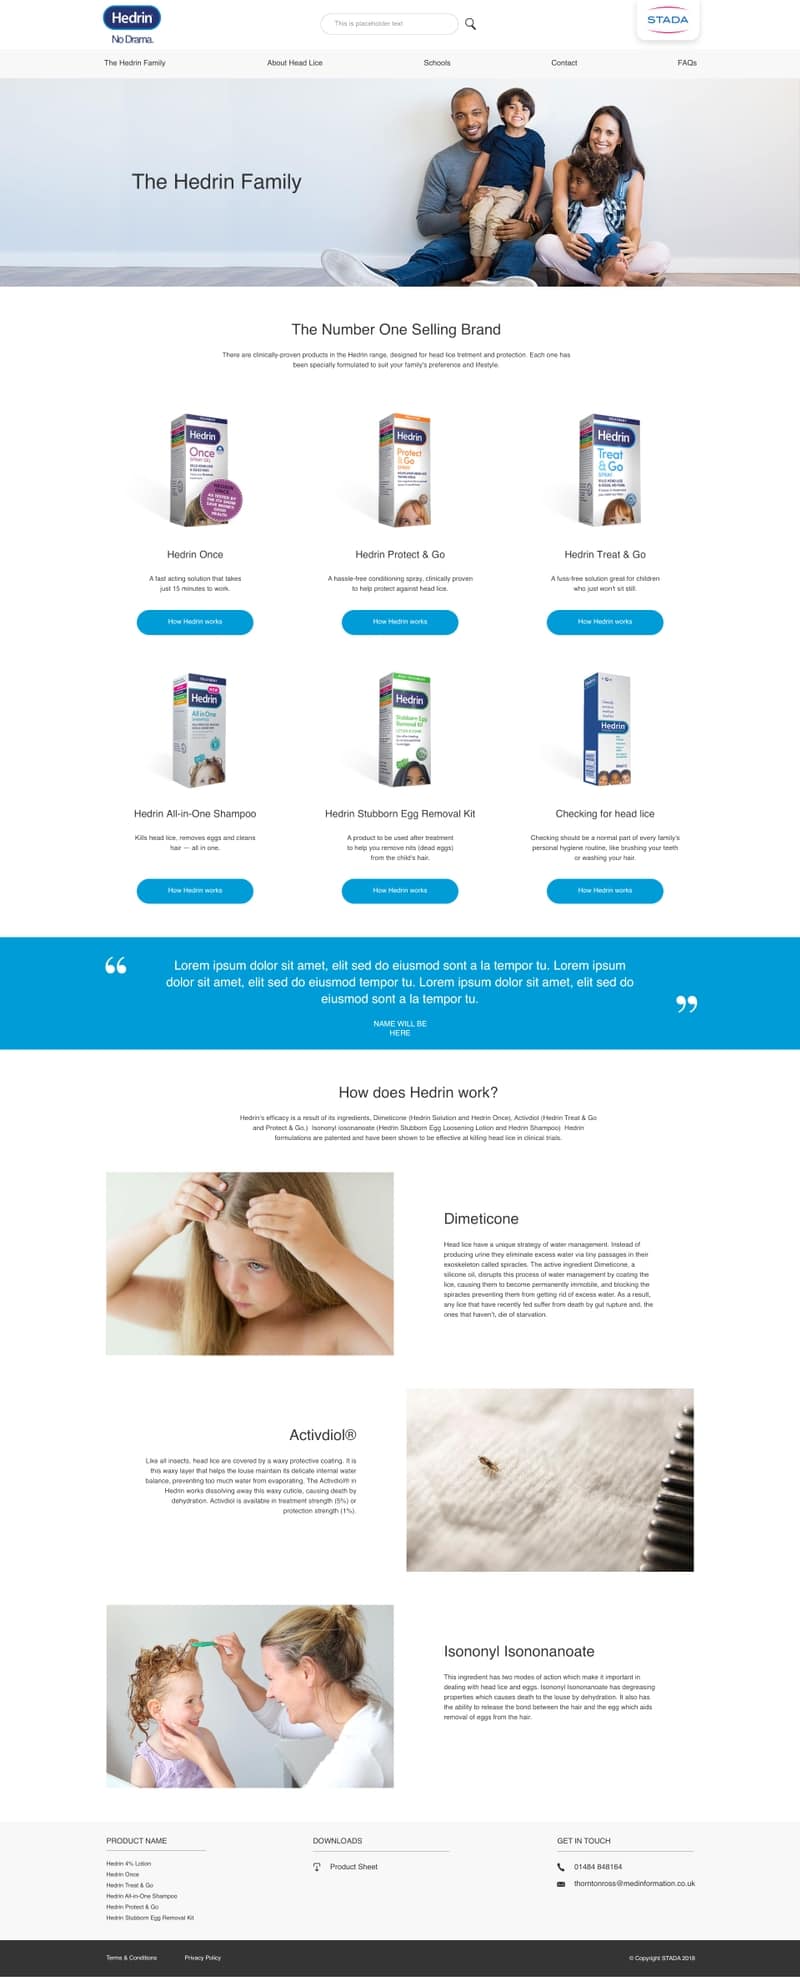 Hedrin
No Drama.
This is placeholder text
STADA
The Hedrin Family
About Head Lice
Schools
Contact
FAQs
The Hedrin Family
The Number One Selling Brand
There are clinically-proven products in the Hedrin range, designed for head lice tretment and protection. Each one has
been specially formulated to suit your family's preference and lifestyle.
Hedrin
Once
SPRAY GEL
Hedrin
Protect
& Go
SPRAY
Hedrin
Treat
& Go
SPRAY
Hedrin Once
Hedrin Protect & Go
Hedrin Treat & Go
A fast acting solution that takes
just 15 minutes to work.
A hassle-free conditioning spray, clinically proven
to help protect against head lice.
A fuss-free solution great for children
who just won't sit still.
How Hedrin works
How Hedrin works
How Hedrin works
Hedrin
All in One
SHAMPOO
Hedrin
Stubborn Egg
Removal Kit
Hedrin
Hedrin All-in-One Shampoo
Hedrin Stubborn Egg Removal Kit
Checking for head lice
Kills head lice, removes eggs and cleans
hair — all in one.
A product to be used after treatment
to help you remove nits (dead eggs)
from the child's hair.
Checking should be a normal part of every family's
personal hygiene routine, like brushing your teeth
or washing your hair.
How Hedrin works
How Hedrin works
How Hedrin works
“
Lorem ipsum dolor sit amet, elit sed do eiusmod sont a la tempor tu. Lorem ipsum
dolor sit amet, elit sed do eiusmod tempor tu. Lorem ipsum dolor sit amet, elit sed do
eiusmod sont a la tempor tu.
”
NAME WILL BE
HERE
How does Hedrin work?
Hedrin's efficacy is a result of its ingredients, Dimeticone (Hedrin Solution and Hedrin Once), Activdiol (Hedrin Treat & Go
and Protect & Go.) Isononyl iosonanoate (Hedrin Stubborn Egg Loosening Lotion and Hedrin Shampoo) Hedrin
formulations are patented and have been shown to be effective at killing head lice in clinical trials.
Dimeticone
Head lice have a unique strategy of water management. Instead of
producing urine they eliminate excess water via tiny passages in their
exoskeleton called spiracles. The active ingredient Dimeticone, a
silicone oil, disrupts this process of water management by coating the
lice, causing them to become permanently immobile, and blocking the
spiracles preventing them from getting rid of excess water. As a result,
any lice that have recently fed suffer from death by gut rupture and, the
ones that haven't, die of starvation.
Activdiol®
Like all insects, head lice are covered by a waxy protective coating. It is
this waxy layer that helps the louse maintain its delicate internal water
balance, preventing too much water from evaporating. The Activdiol® in
Hedrin works dissolving away this waxy cuticle, causing death by
dehydration. Activdiol is available in treatment strength (5%) or
protection strength (1%).
Isononyl Isononanoate
This ingredient has two modes of action which make it important in
dealing with head lice and eggs. Isononyl Isononanoate has degreasing
properties which causes death to the louse by dehydration. It also has
the ability to release the bond between the hair and the egg which aids
removal of eggs front the hair.
PRODUCT NAME
Hedrin 4% Lotion
Hedrin Once
Hedrin Treat & Go
Hedrin All-in-One Shampoo
Hedrin Protect & Go
Hedrin Stubborn Egg Removal Kit
DOWNLOADS
Product Sheet
GET IN TOUCH
01484 848164
thorntonross@medinformation.co.uk
Terms & Conditions
Privacy Policy
© Copyright STADA 2018